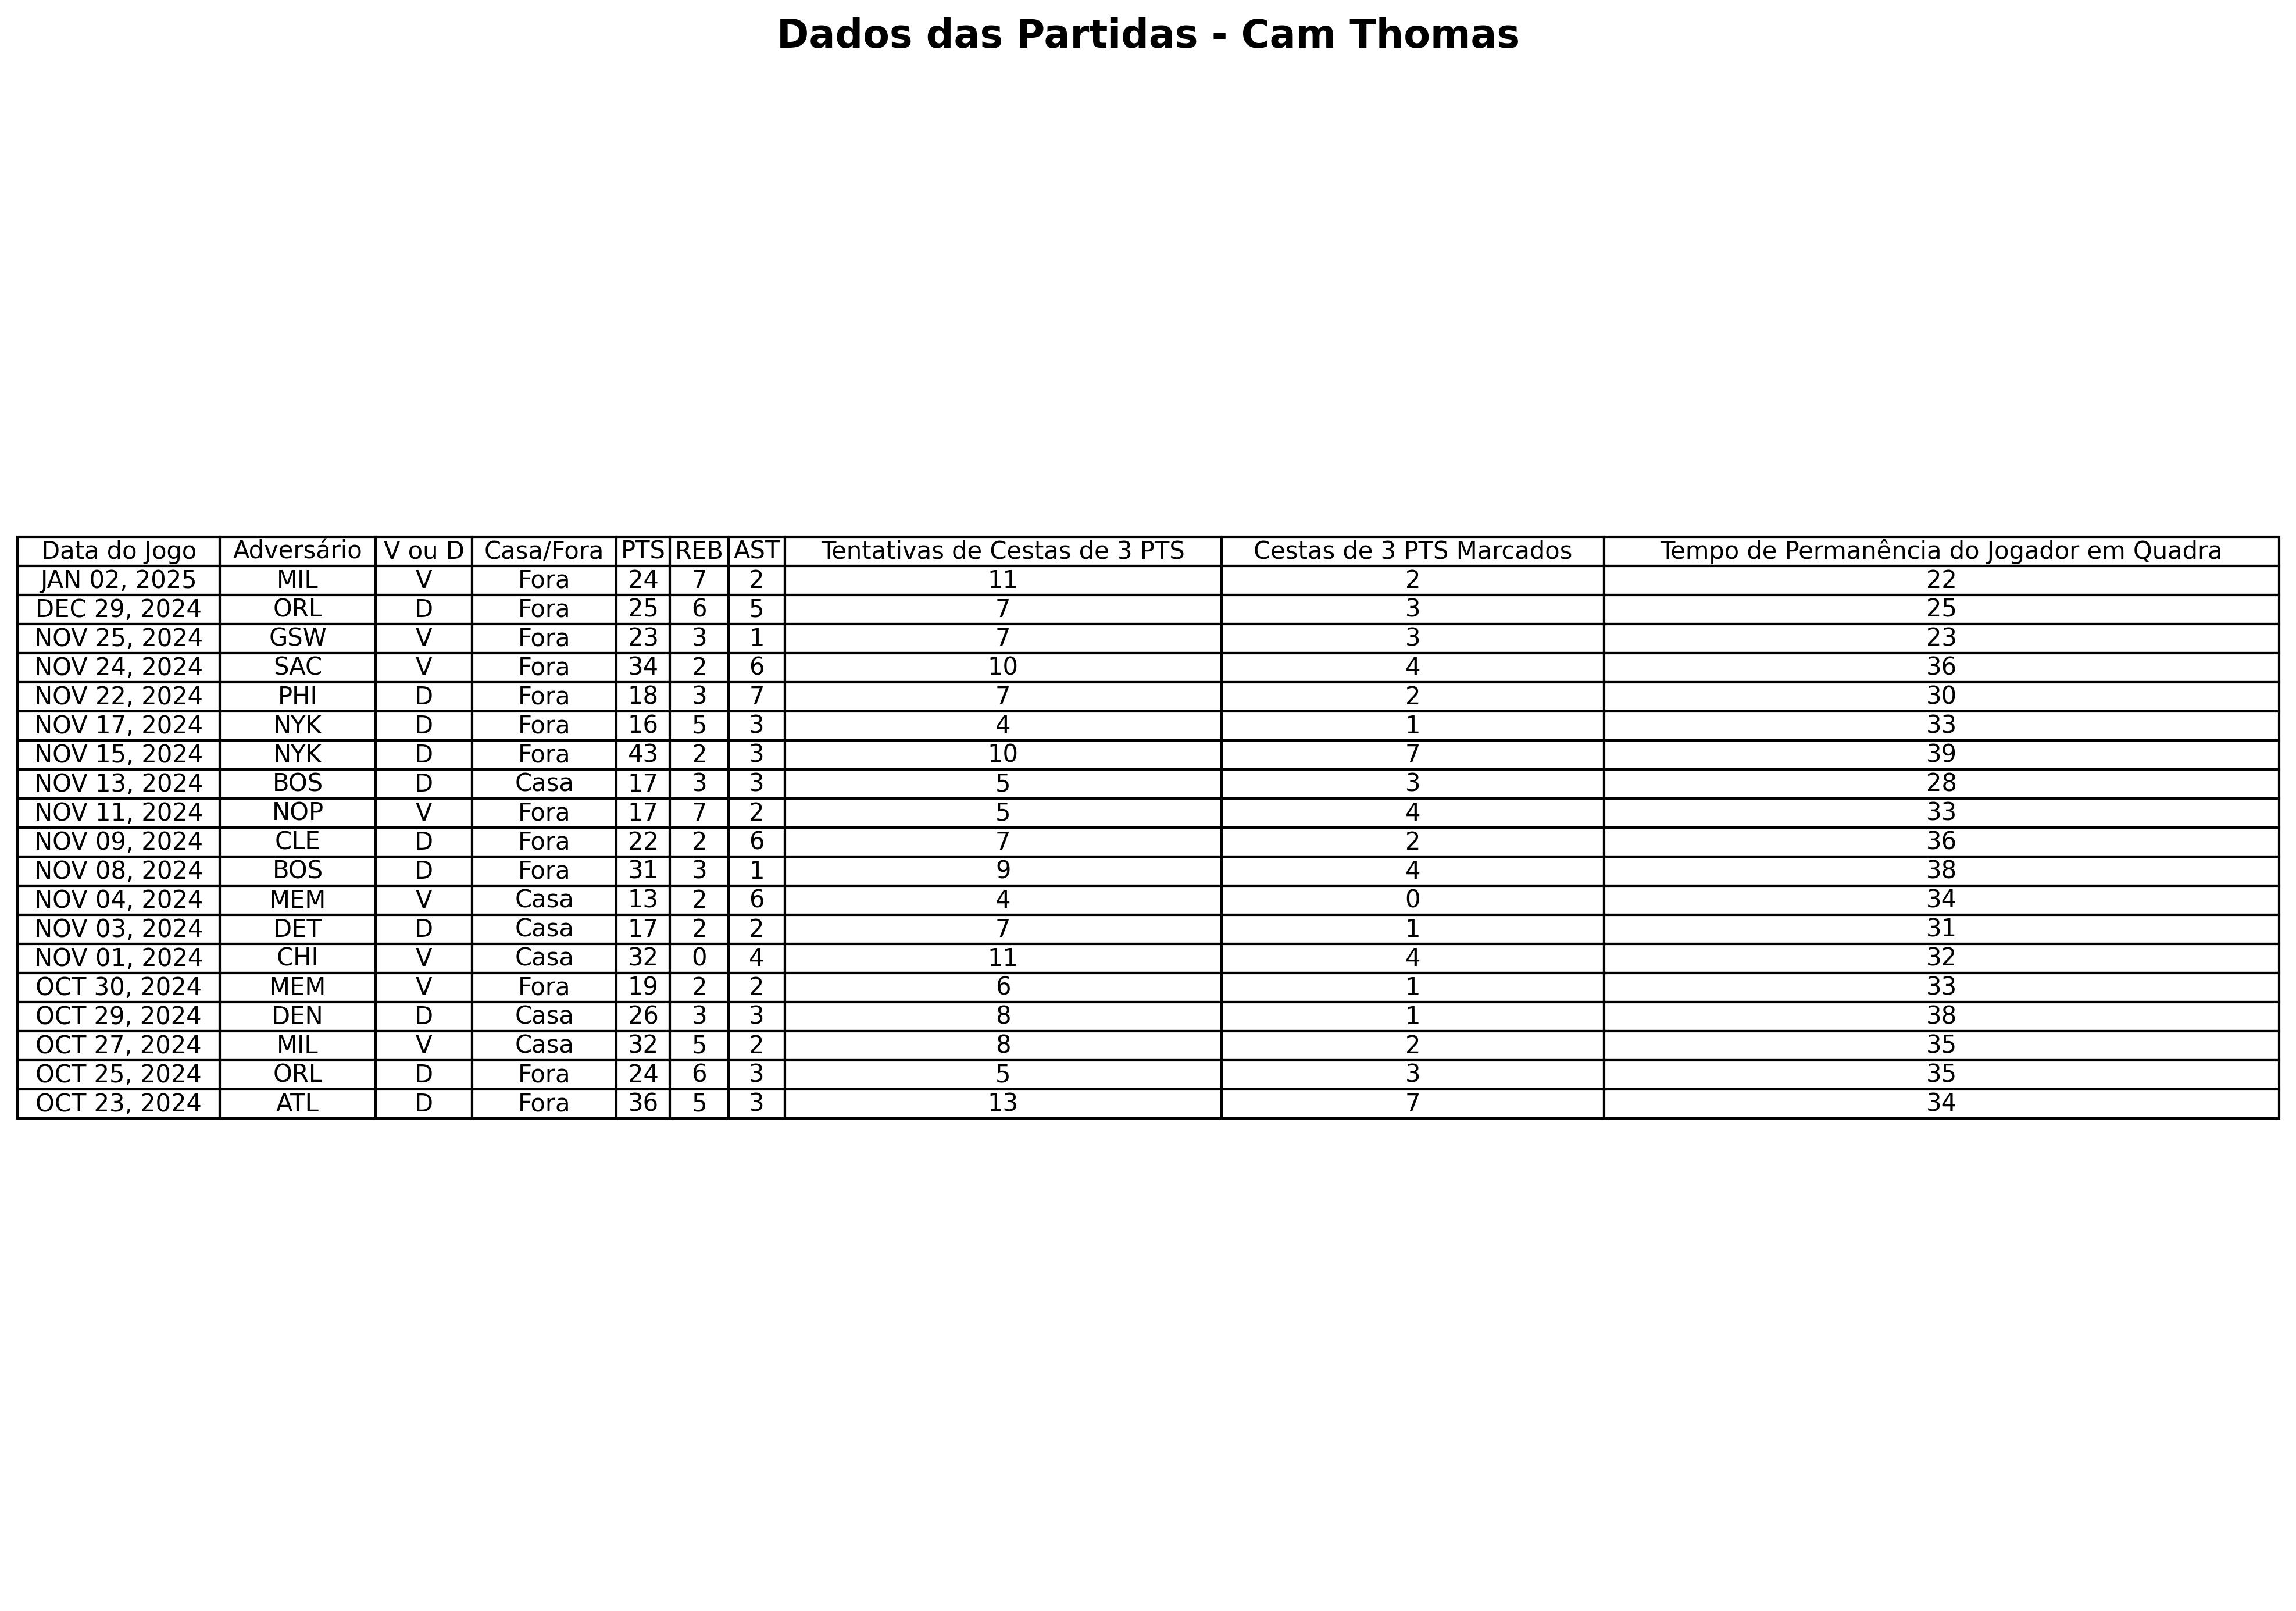 Dados das Partidas - Cam Thomas
Data do Jogo Adversário V ou D Casa/Fora PTS REB AST Tentativas de Cestas de 3 PTS Cestas de 3 PTS Marcados Tempo de Permanência do Jogador em Quadra
JAN 02, 2025 MIL V Fora 24 7 2 11 2 22
DEC 29, 2024 ORL D Fora 25 6 5 7 3 25
NOV 25, 2024 GSW V Fora 23 3 1 7 3 23
NOV 24, 2024 SAC V Fora 34 2 6 10 4 36
NOV 22, 2024 PHI D Fora 18 3 7 7 2 30
NOV 17, 2024 NYK D Fora 16 5 3 4 1 33
NOV 15, 2024 NYK D Fora 43 2 3 10 7 39
NOV 13, 2024 BOS D Casa 17 3 3 5 3 28
NOV 11, 2024 NOP V Fora 17 7 2 5 4 33
NOV 09, 2024 CLE D Fora 22 2 6 7 2 36
NOV 08, 2024 BOS D Fora 31 3 1 9 4 38
NOV 04, 2024 MEM V Casa 13 2 6 4 0 34
NOV 03, 2024 DET D Casa 17 2 2 7 1 31
NOV 01, 2024 CHI V Casa 32 0 4 11 4 32
OCT 30, 2024 MEM V Fora 19 2 2 6 1 33
OCT 29, 2024 DEN D Casa 26 3 3 8 1 38
OCT 27, 2024 MIL V Casa 32 5 2 8 2 35
OCT 25, 2024 ORL D Fora 24 6 3 5 3 35
OCT 23, 2024 ATL D Fora 36 5 3 13 7 34